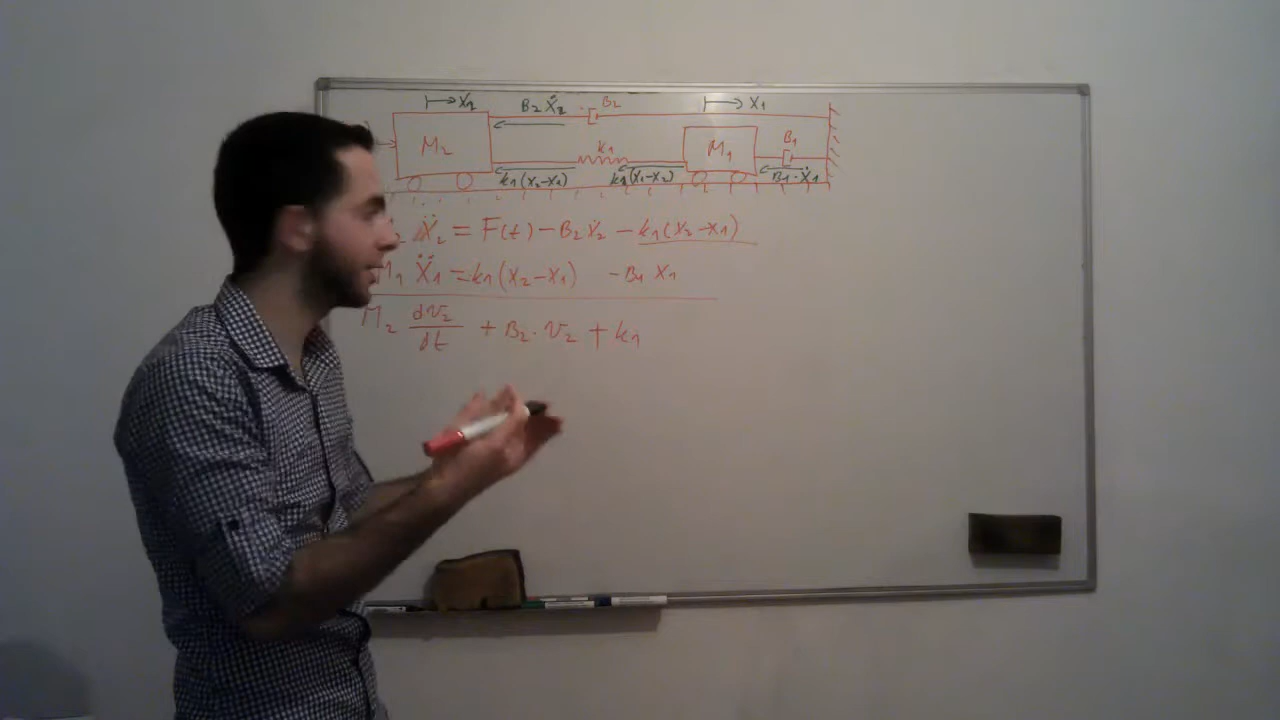 X2 B2 Ẋ2 B2 X1
M2 k1 M1 B1
k1(X2-X1) k1(X1-X2) B1·Ẋ1
2 Ẍ2 = F(t) - B2 Ẋ2 - k1(X2-X1)
M1 Ẍ1 = k1(X2-X1) - B1 X1
M2 dv2/dt + B2·v2 + k1